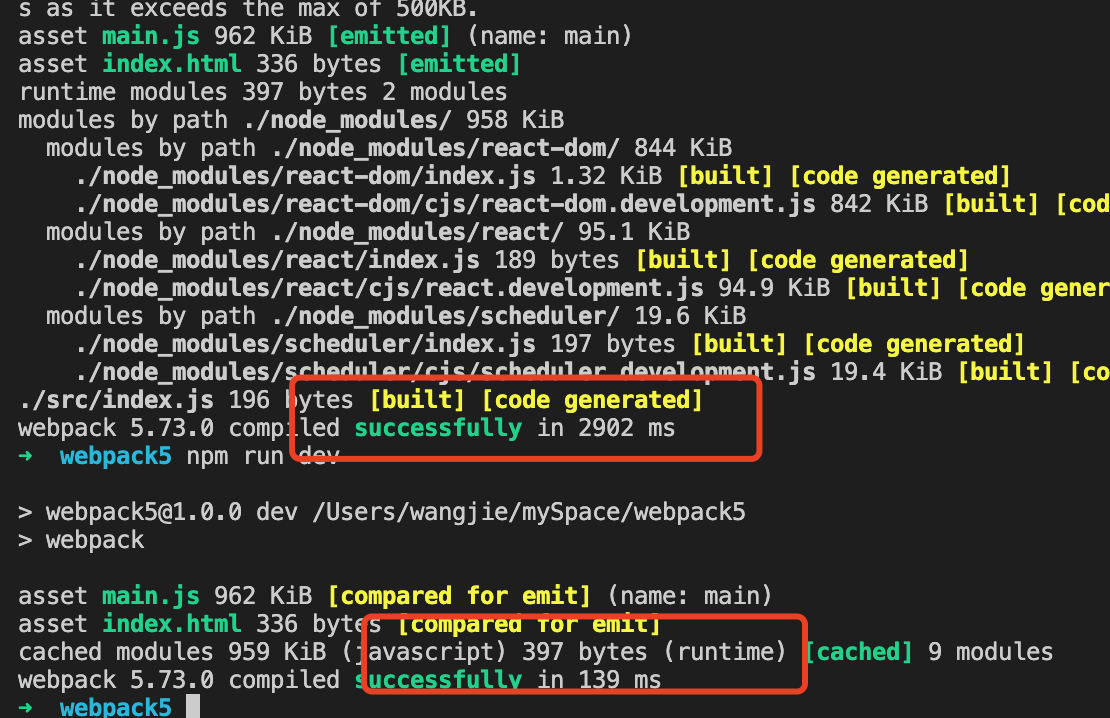 s as it exceeds the max of 500KB.
asset main.js 962 KiB [emitted] (name: main)
asset index.html 336 bytes [emitted]
runtime modules 397 bytes 2 modules
modules by path ./node_modules/ 958 KiB
  modules by path ./node_modules/react-dom/ 844 KiB
    ./node_modules/react-dom/index.js 1.32 KiB [built] [code generated]
    ./node_modules/react-dom/cjs/react-dom.development.js 842 KiB [built] [cod
  modules by path ./node_modules/react/ 95.1 KiB
    ./node_modules/react/index.js 189 bytes [built] [code generated]
    ./node_modules/react/cjs/react.development.js 94.9 KiB [built] [code gener
  modules by path ./node_modules/scheduler/ 19.6 KiB
    ./node_modules/scheduler/index.js 197 bytes [built] [code generated]
    ./node_modules/scheduler/cjs/scheduler.development.js 19.4 KiB [built] [co
./src/index.js 196 bytes [built] [code generated]
webpack 5.73.0 compiled successfully in 2902 ms
→ webpack5 npm run dev
> webpack5@1.0.0 dev /Users/wangjie/mySpace/webpack5
> webpack
asset main.js 962 KiB [compared for emit] (name: main)
asset index.html 336 bytes [compared for emit]
cached modules 959 KiB (javascript) 397 bytes (runtime) [cached] 9 modules
webpack 5.73.0 compiled successfully in 139 ms
→ webpack5